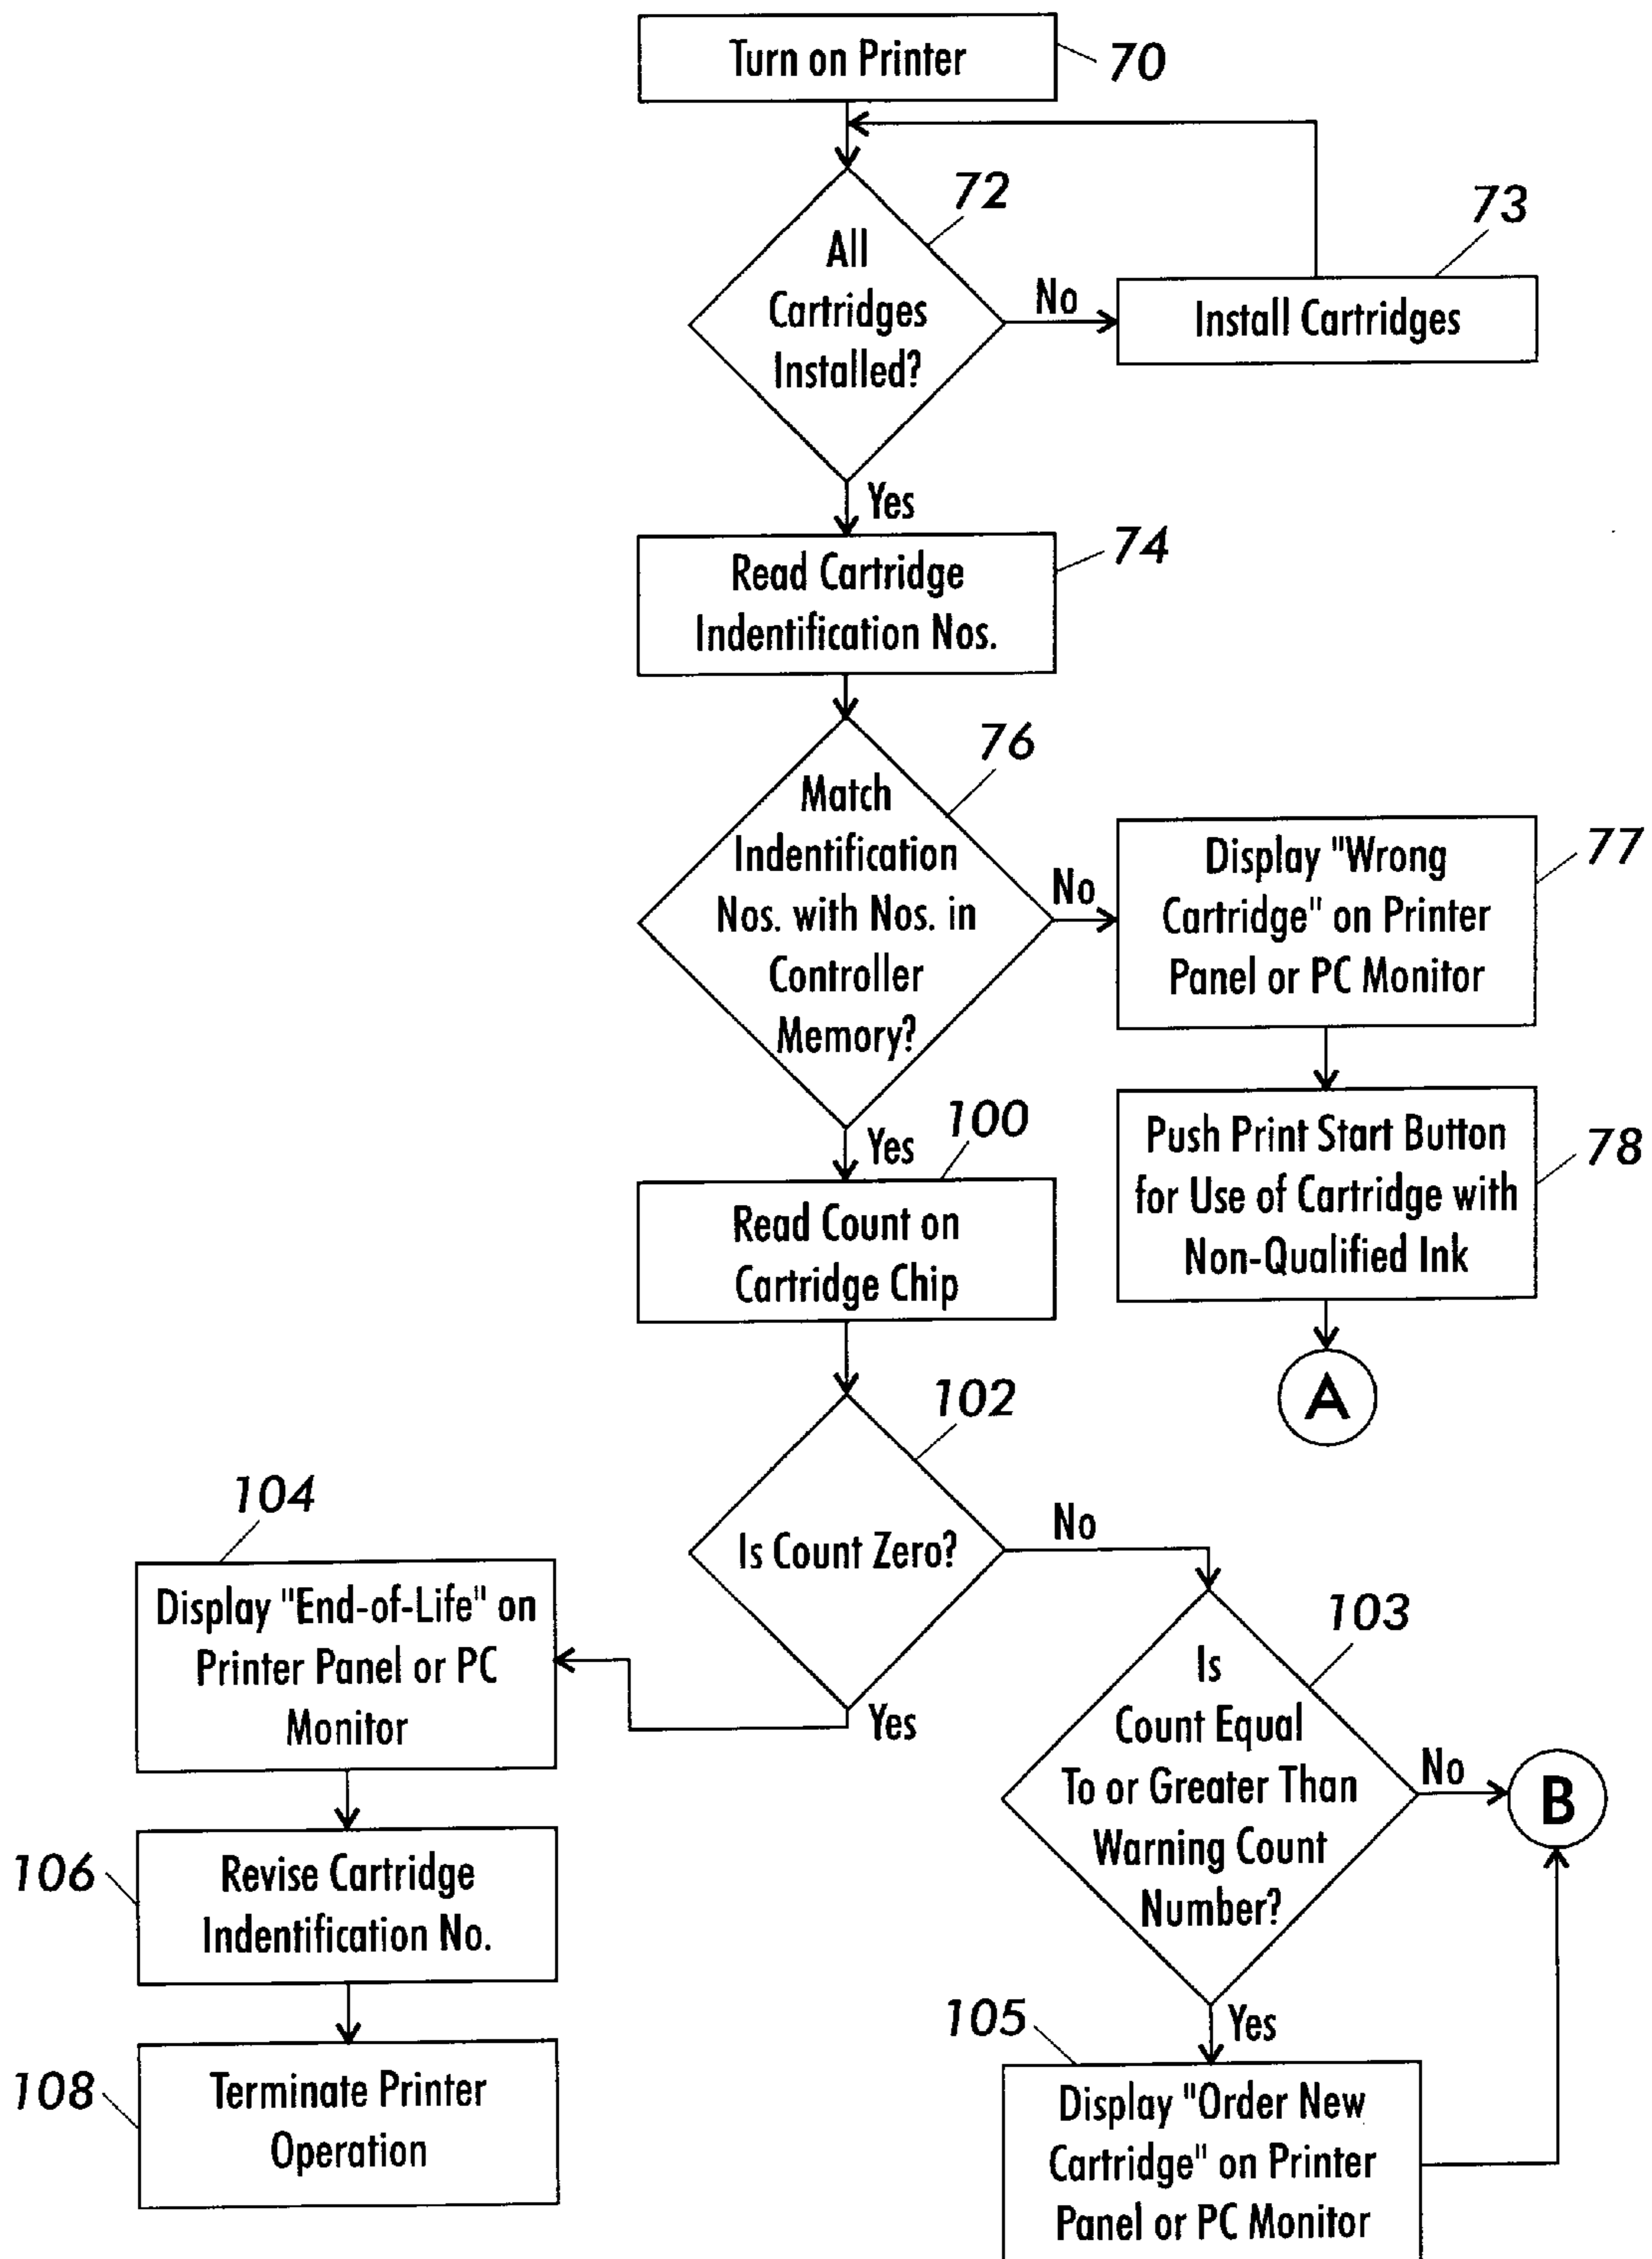 Turn on Printer
70
72
All
Cartridges
Installed?
No
73
Install Cartridges
Yes
74
Read Cartridge
Indentification Nos.
76
Match
Indentification
Nos. with Nos. in
Controller
Memory?
No
77
Display "Wrong
Cartridge" on Printer
Panel or PC Monitor
78
Push Print Start Button
for Use of Cartridge with
Non-Qualified Ink
A
Yes
100
Read Count on
Cartridge Chip
102
Is Count Zero?
No
Yes
104
Display "End-of-Life" on
Printer Panel or PC
Monitor
106
Revise Cartridge
Indentification No.
108
Terminate Printer
Operation
103
Is
Count Equal
To or Greater Than
Warning Count
Number?
No
B
Yes
105
Display "Order New
Cartridge" on Printer
Panel or PC Monitor